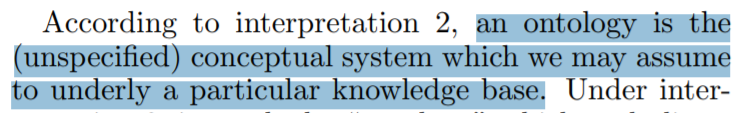 According to interpretation 2, an ontology is the
(unspecified) conceptual system which we may assume
to underly a particular knowledge base. Under inter-